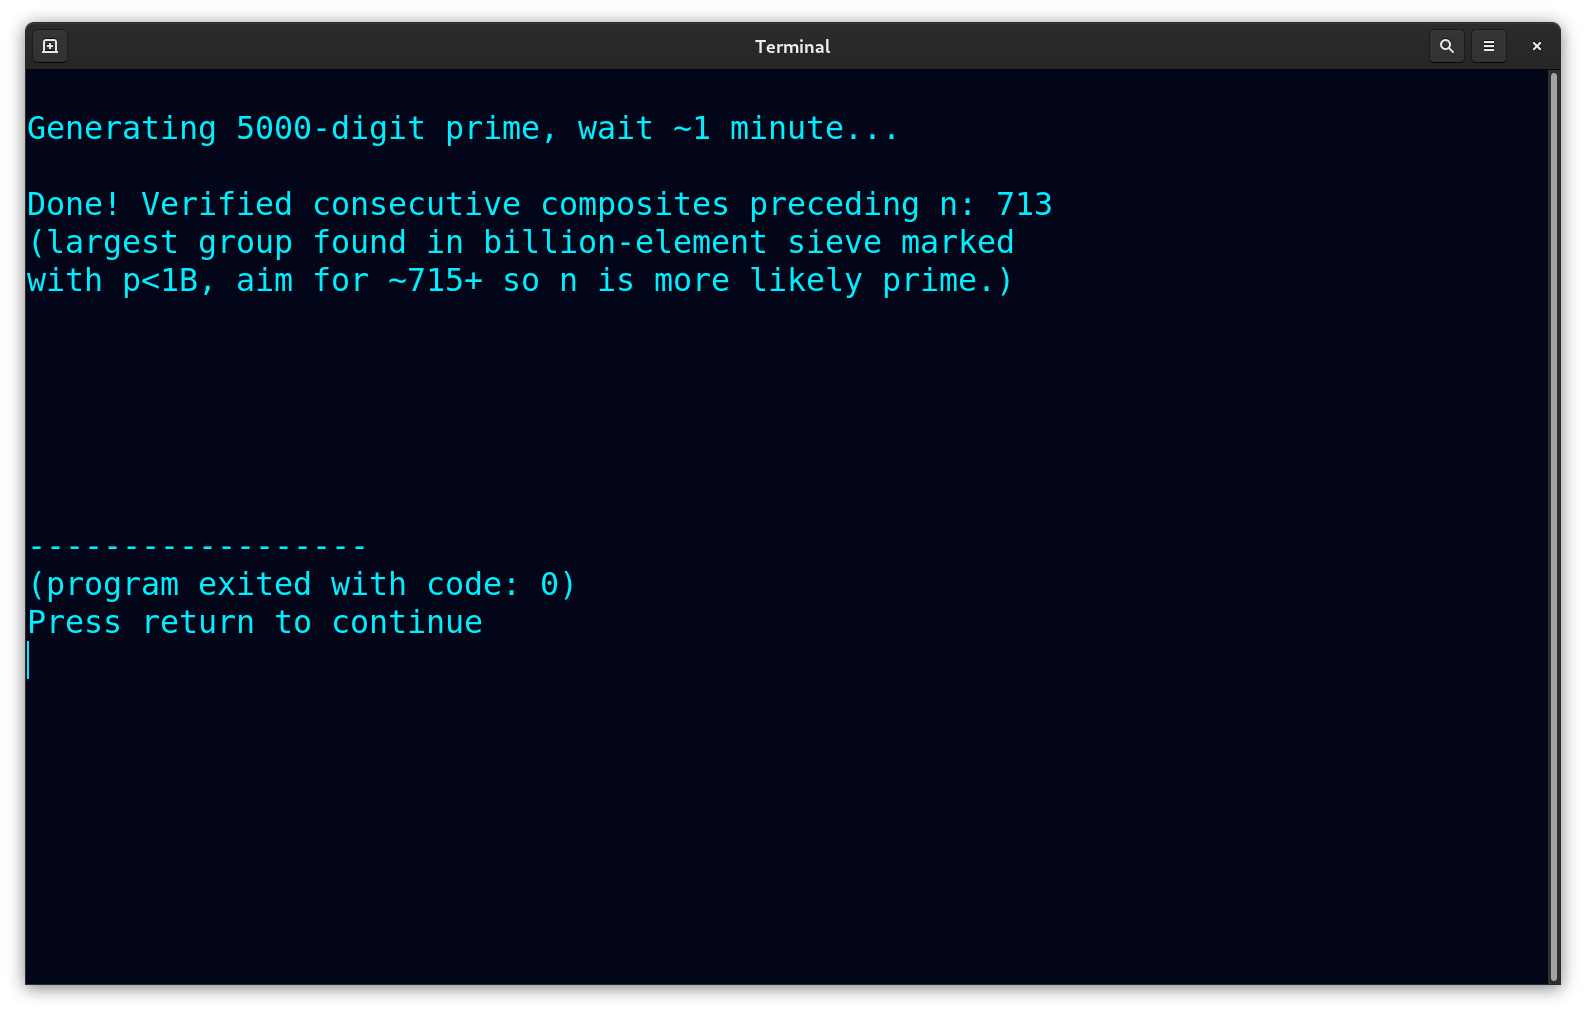 Terminal
Generating 5000-digit prime, wait ~1 minute...
Done! Verified consecutive composites preceding n: 713
(largest group found in billion-element sieve marked
with p<1B, aim for ~715+ so n is more likely prime.)
------------------
(program exited with code: 0)
Press return to continue